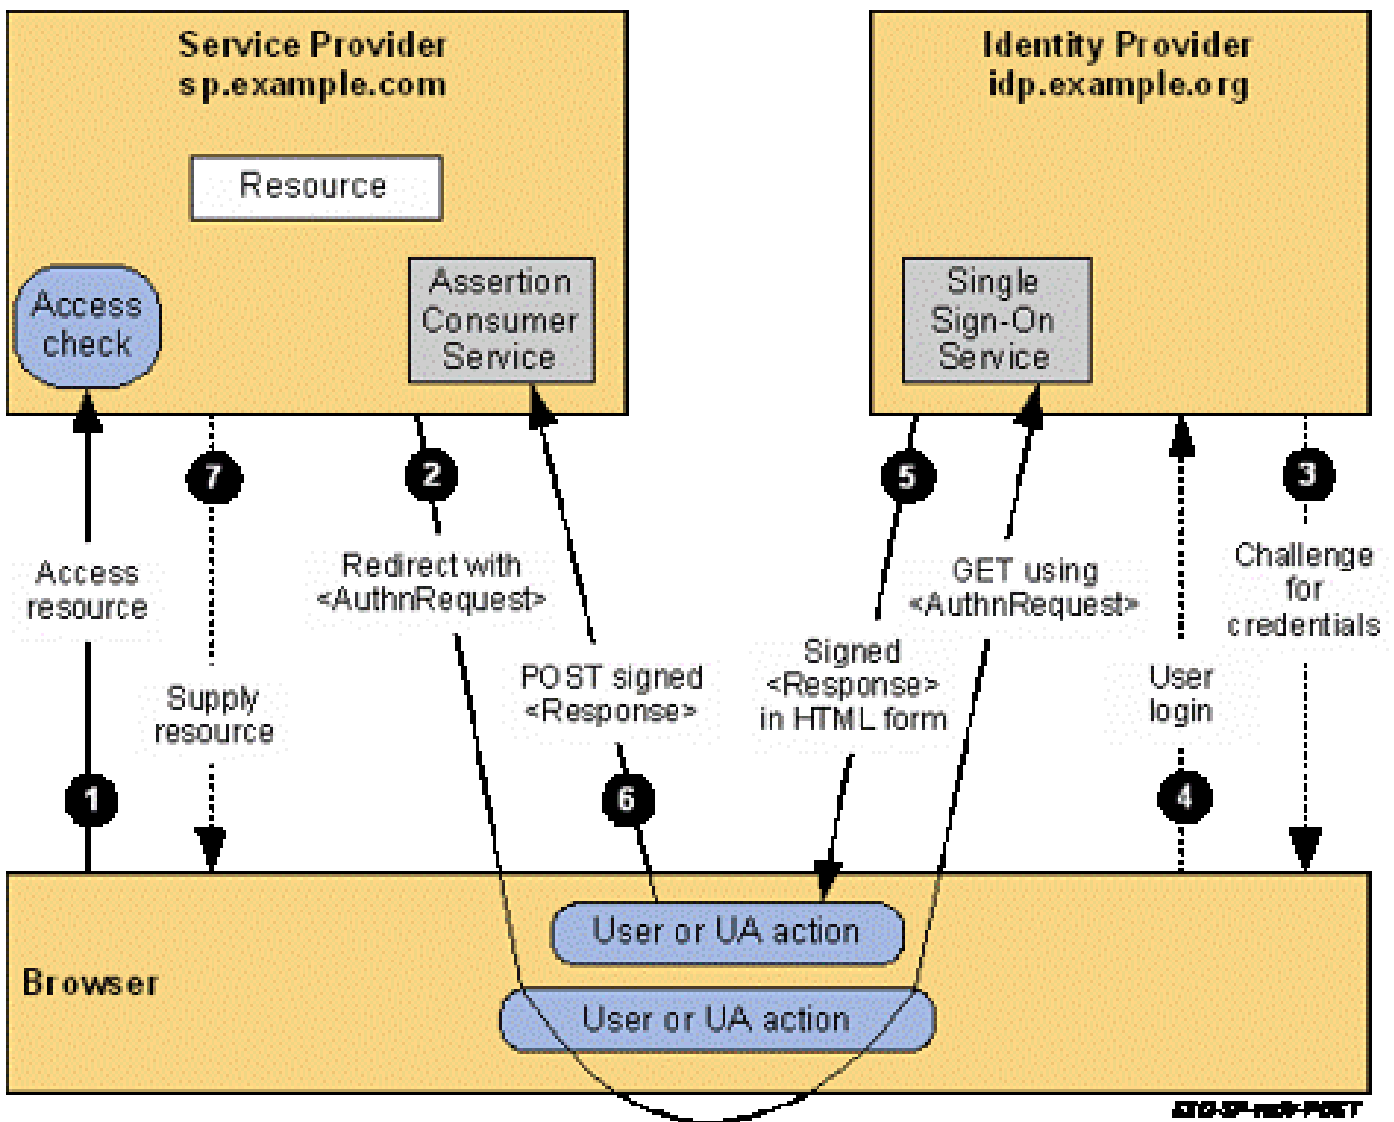 Service Provider
sp.example.com
Identity Provider
idp.example.org
Resource
Access
check
Assertion
Consumer
Service
Single
Sign-On
Service
7
2
5
3
Access
resource
Redirect with
<AuthnRequest>
GET using
<AuthnRequest>
Challenge
for
credentials
Supply
resource
POST signed
<Response>
Signed
<Response>
in HTML form
User
login
1
6
4
User or UA action
Browser
User or UA action